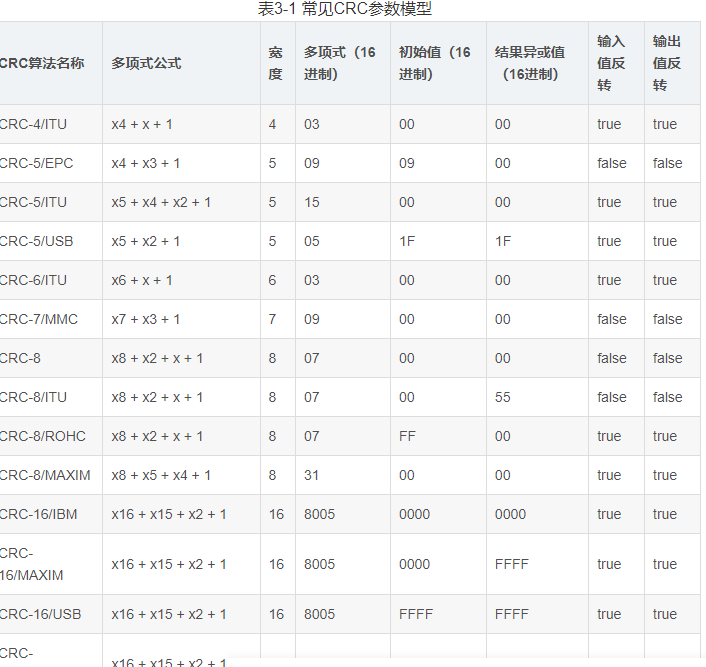 表3-1 常见CRC参数模型
CRC算法名称 多项式公式 宽度 多项式（16进制） 初始值（16进制） 结果异或值（16进制） 输入值反转 输出值反转
CRC-4/ITU x4 + x + 1 4 03 00 00 true true
CRC-5/EPC x4 + x3 + 1 5 09 09 00 false false
CRC-5/ITU x5 + x4 + x2 + 1 5 15 00 00 true true
CRC-5/USB x5 + x2 + 1 5 05 1F 1F true true
CRC-6/ITU x6 + x + 1 6 03 00 00 true true
CRC-7/MMC x7 + x3 + 1 7 09 00 00 false false
CRC-8 x8 + x2 + x + 1 8 07 00 00 false false
CRC-8/ITU x8 + x2 + x + 1 8 07 00 55 false false
CRC-8/ROHC x8 + x2 + x + 1 8 07 FF 00 true true
CRC-8/MAXIM x8 + x5 + x4 + 1 8 31 00 00 true true
CRC-16/IBM x16 + x15 + x2 + 1 16 8005 0000 0000 true true
CRC-16/MAXIM x16 + x15 + x2 + 1 16 8005 0000 FFFF true true
CRC-16/USB x16 + x15 + x2 + 1 16 8005 FFFF FFFF true true
CRC- x16 + x15 + x2 + 1